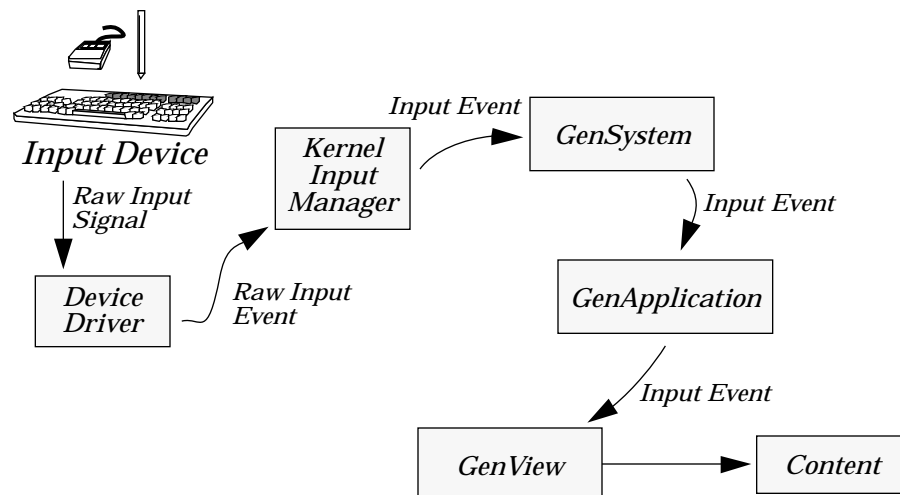 Input Device
Raw Input
Signal
Device
Driver
Raw Input
Event
Kernel
Input
Manager
Input Event
GenSystem
Input Event
GenApplication
Input Event
GenView
Content